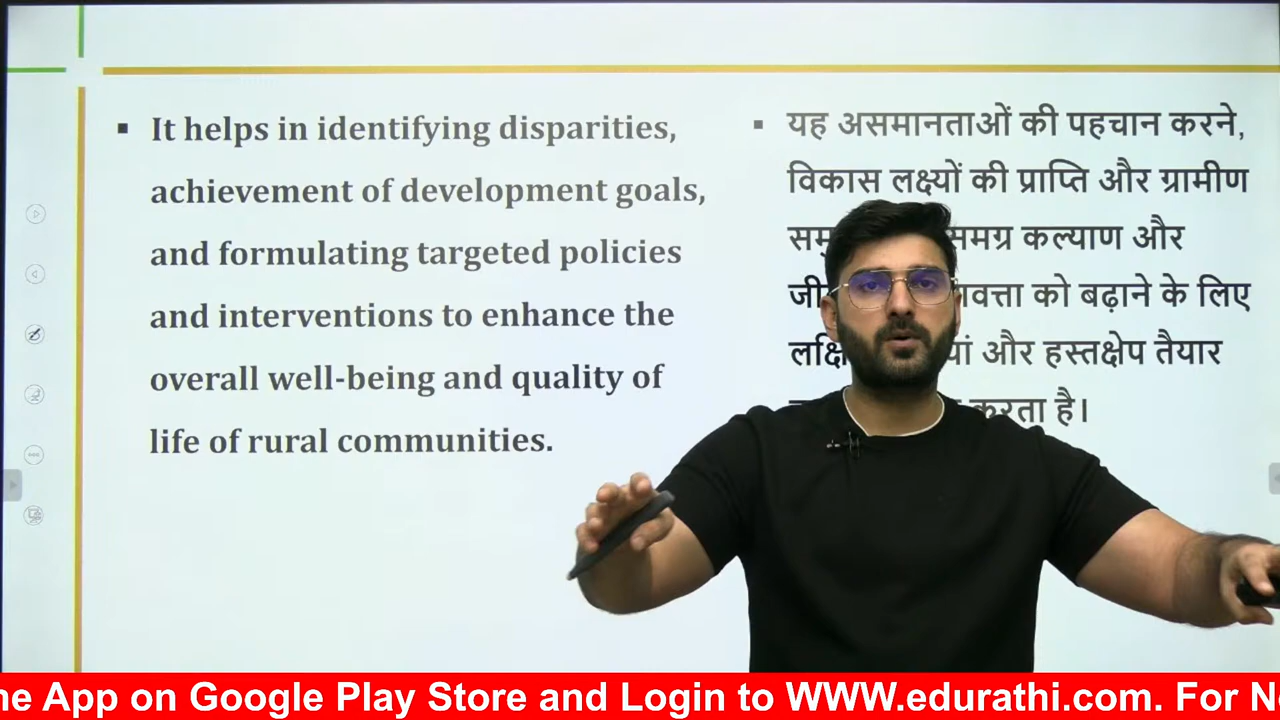 It helps in identifying disparities,
achievement of development goals,
and formulating targeted policies
and interventions to enhance the
overall well-being and quality of
life of rural communities.
यह असमानताओं की पहचान करने,
विकास लक्ष्यों की प्राप्ति और ग्रामीण
समग्र कल्याण और
को बढ़ाने के लिए
और हस्तक्षेप तैयार
करता है।
App on Google Play Store and Login to WWW.edurathi.com. For